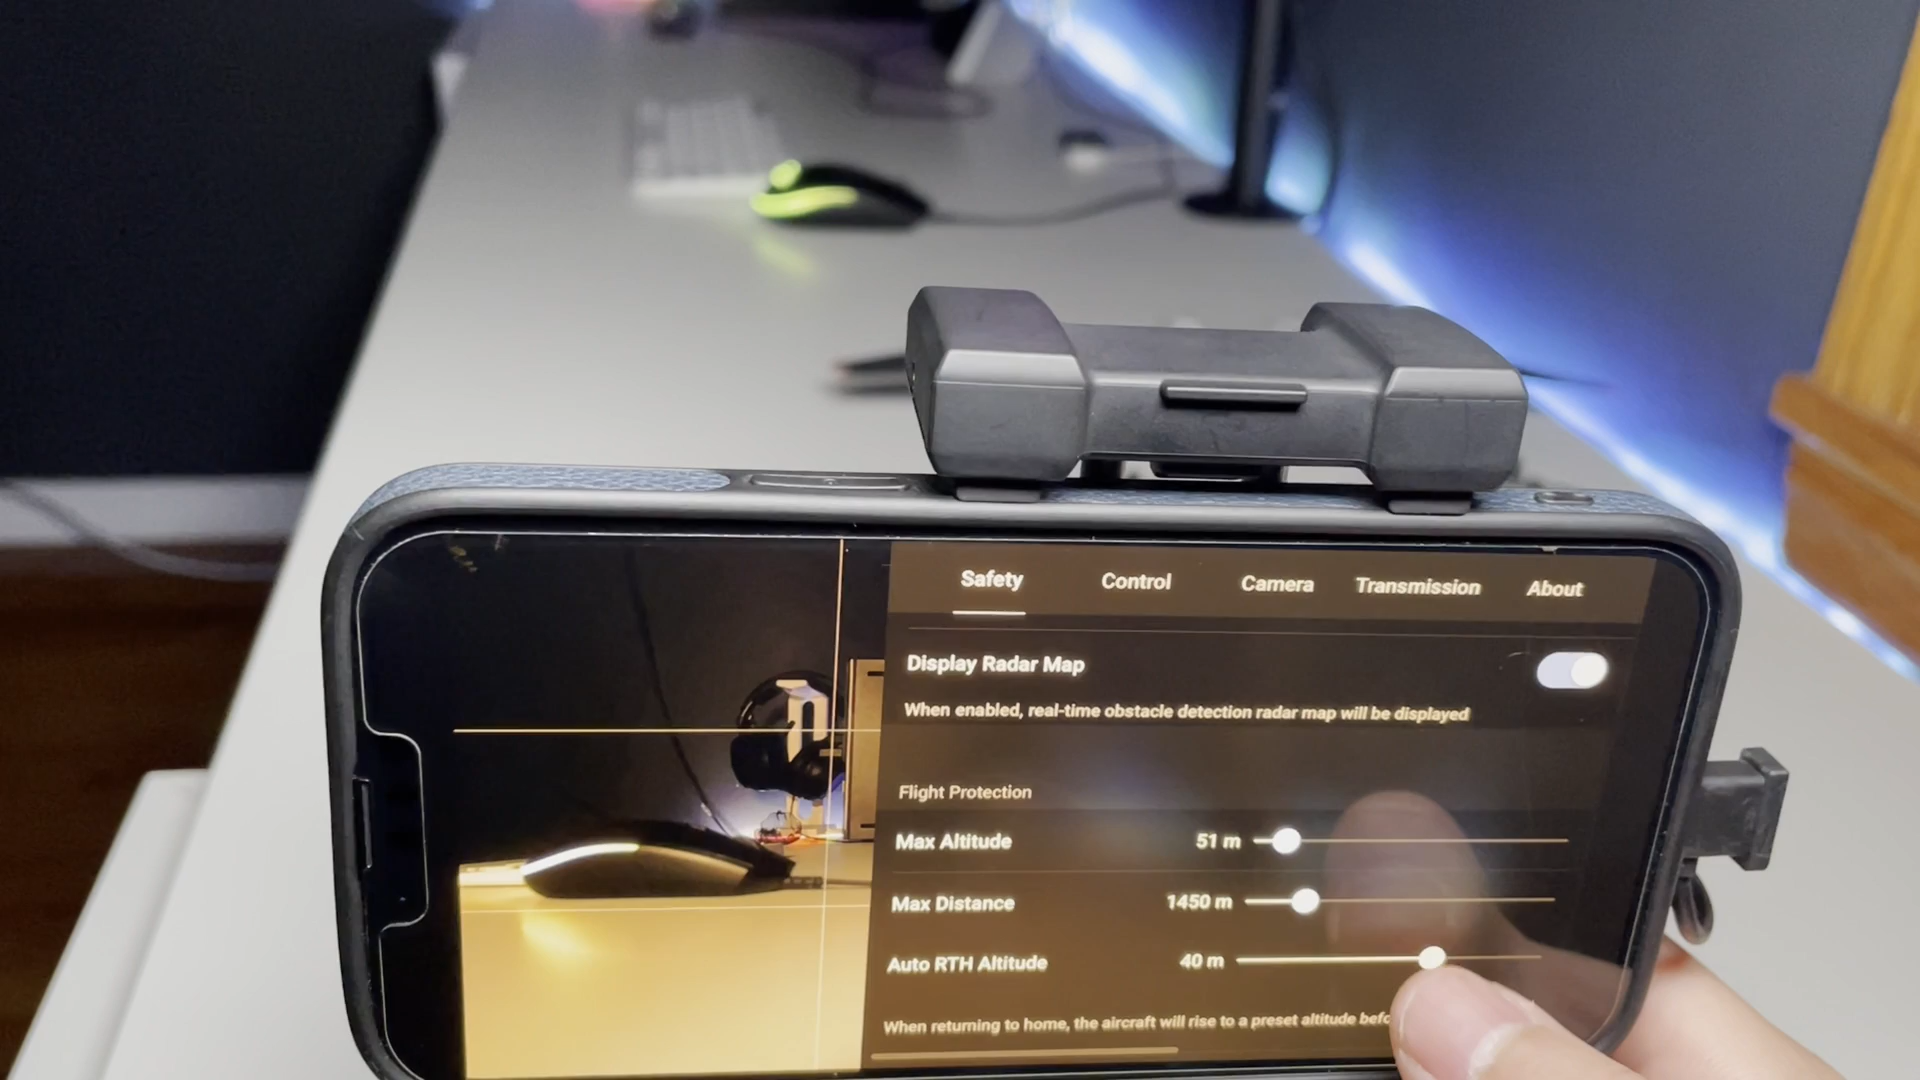 Safety Control Camera Transmission About
Display Radar Map
When enabled, real-time obstacle detection radar map will be displayed
Flight Protection
Max Altitude 51 m
Max Distance 1450 m
Auto RTH Altitude 40 m
When returning to home, the aircraft will rise to a preset altitude